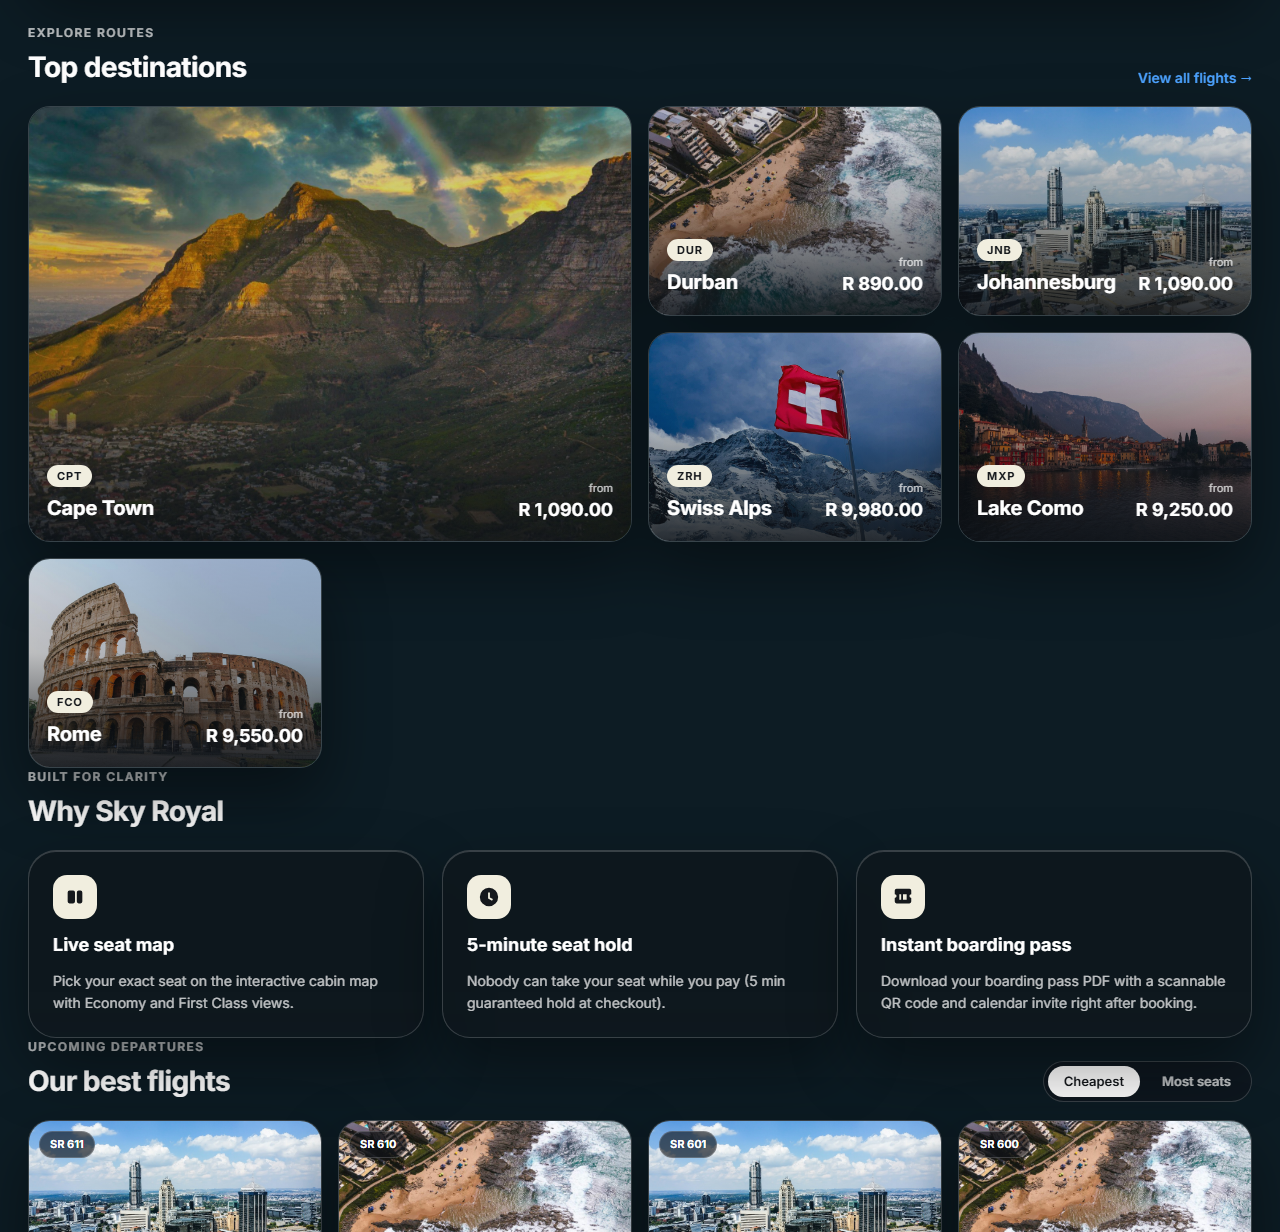 EXPLORE ROUTES
Top destinations
View all flights →
CPT
Cape Town
from
R 1,090.00
DUR
Durban
from
R 890.00
JNB
Johannesburg
from
R 1,090.00
ZRH
Swiss Alps
from
R 9,980.00
MXP
Lake Como
from
R 9,250.00
FCO
Rome
from
R 9,550.00
BUILT FOR CLARITY
Why Sky Royal
Live seat map
Pick your exact seat on the interactive cabin map
with Economy and First Class views.
5-minute seat hold
Nobody can take your seat while you pay (5 min
guaranteed hold at checkout).
Instant boarding pass
Download your boarding pass PDF with a scannable
QR code and calendar invite right after booking.
UPCOMING DEPARTURES
Our best flights
Cheapest
Most seats
SR 611
SR 610
SR 601
SR 600